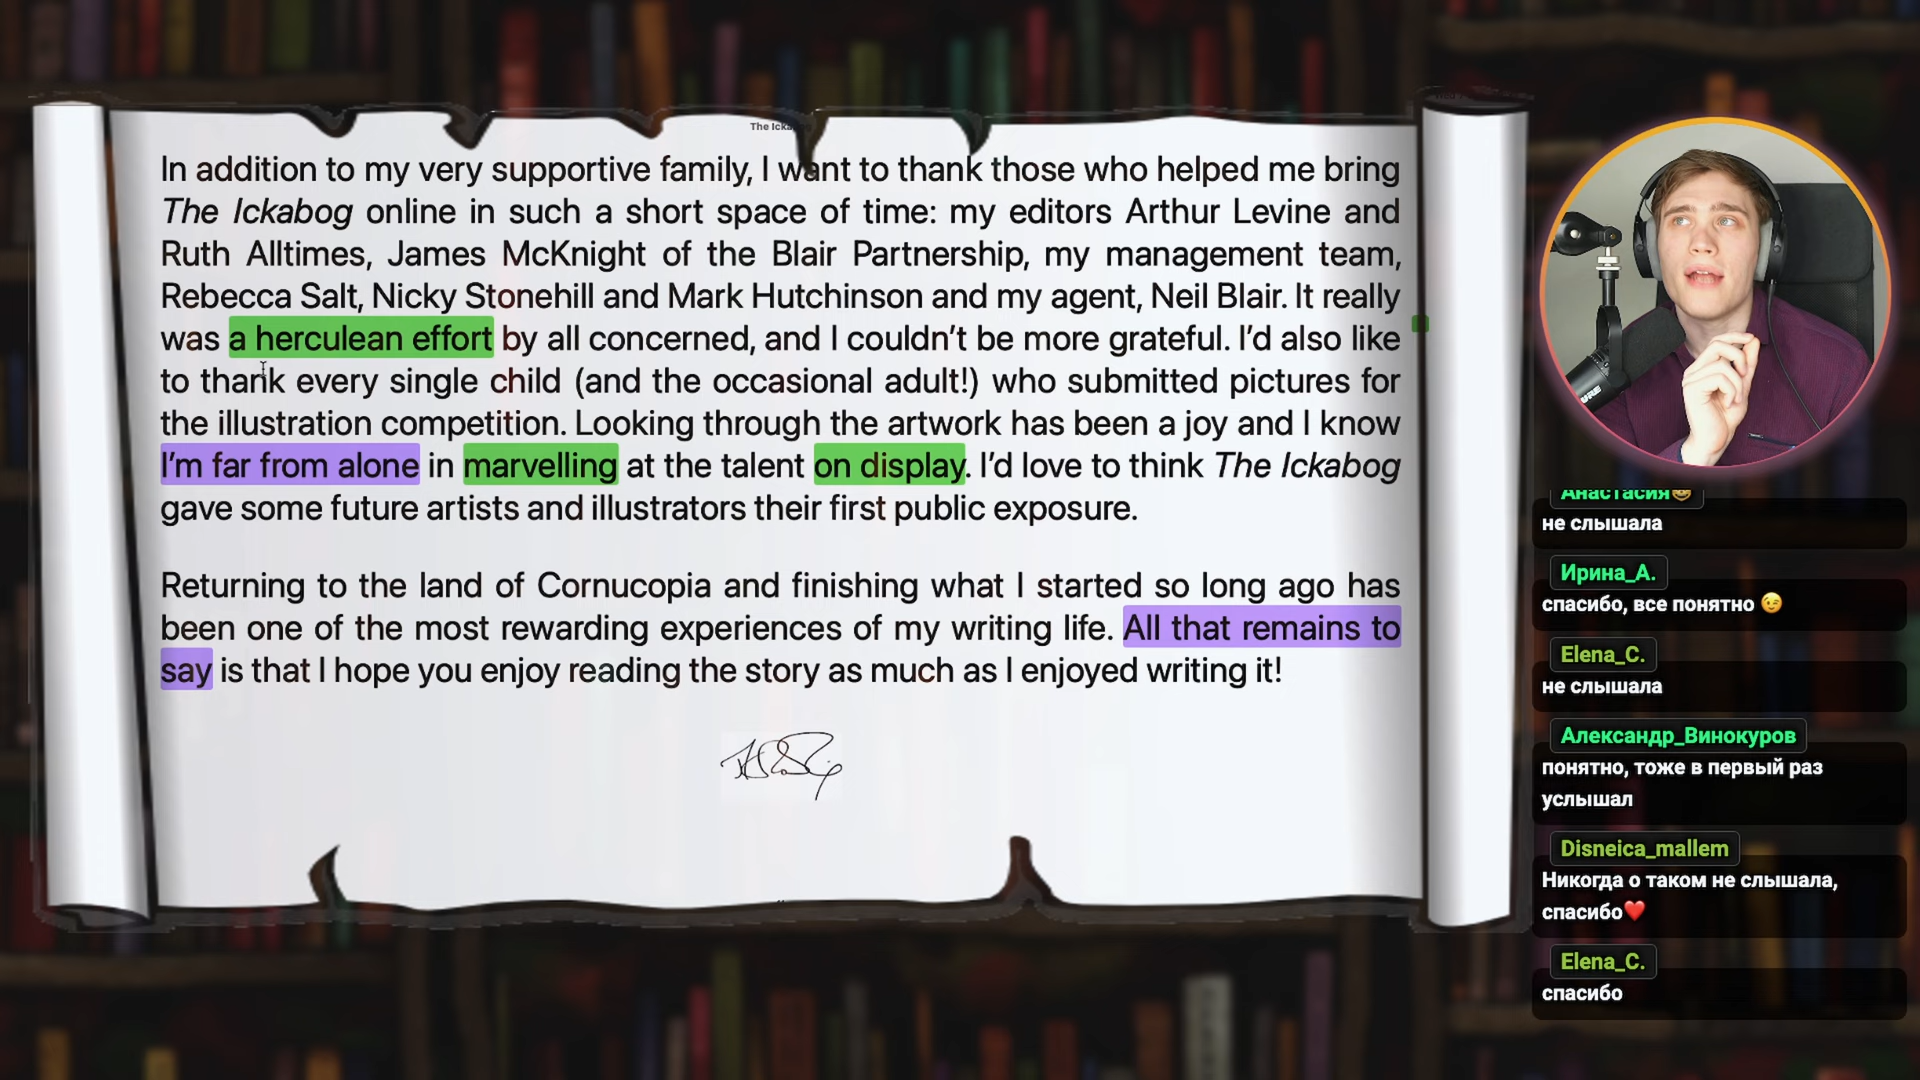 The Icka
In addition to my very supportive family, I want to thank those who helped me bring
The Ickabog online in such a short space of time: my editors Arthur Levine and
Ruth Alltimes, James McKnight of the Blair Partnership, my management team,
Rebecca Salt, Nicky Stonehill and Mark Hutchinson and my agent, Neil Blair. It really
was a herculean effort by all concerned, and I couldn’t be more grateful. I’d also like
to thank every single child (and the occasional adult!) who submitted pictures for
the illustration competition. Looking through the artwork has been a joy and I know
I’m far from alone in marvelling at the talent on display. I’d love to think The Ickabog
gave some future artists and illustrators their first public exposure.
Returning to the land of Cornucopia and finishing what I started so long ago has
been one of the most rewarding experiences of my writing life. All that remains to
say is that I hope you enjoy reading the story as much as I enjoyed writing it!
Анастасия🤓
не слышала
Ирина_А.
спасибо, все понятно 😉
Elena_C.
не слышала
Александр_Винокуров
понятно, тоже в первый раз
услышал
Disneica_mallem
Никогда о таком не слышала,
спасибо❤️
Elena_C.
спасибо